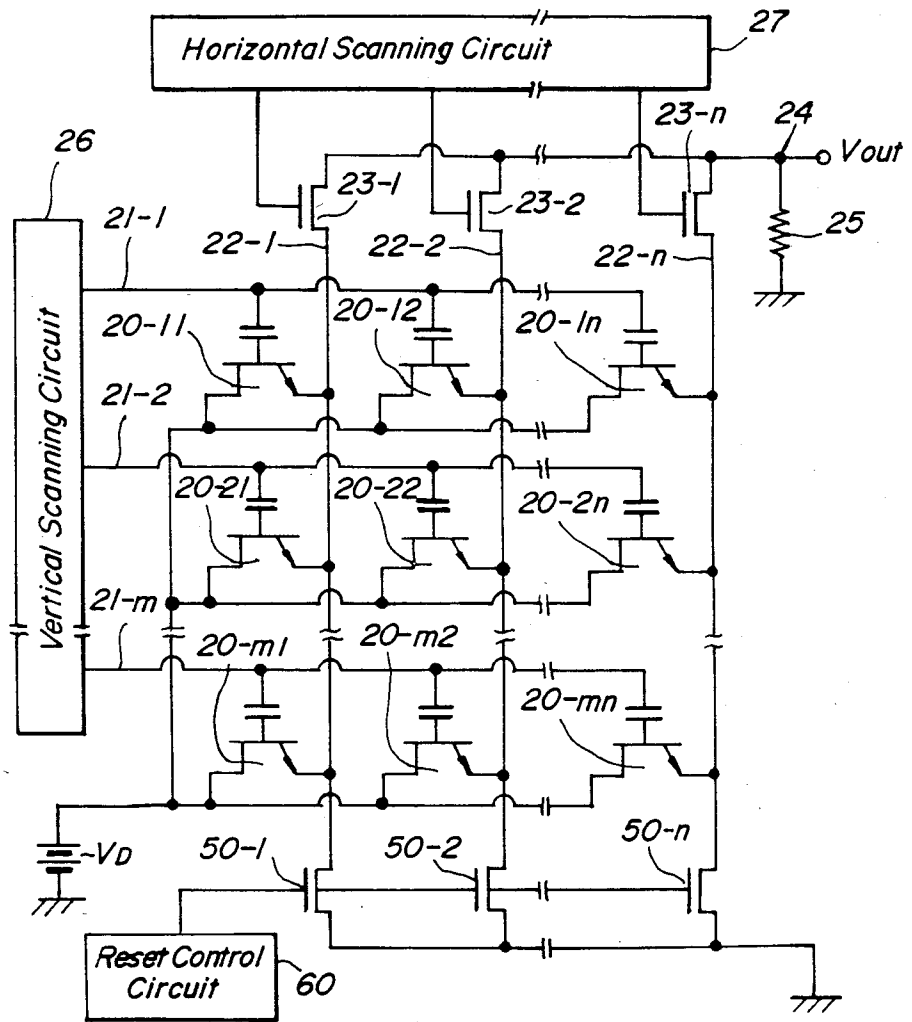 Horizontal Scanning Circuit
27
23-n
24
Vout
26
23-1
23-2
25
21-1
22-1
22-2
22-n
20-11
20-12
20-1n
Vertical Scanning Circuit
21-2
20-21
20-22
20-2n
21-m
20-m1
20-m2
20-mn
VD
50-1
50-2
50-n
Reset Control
Circuit
60